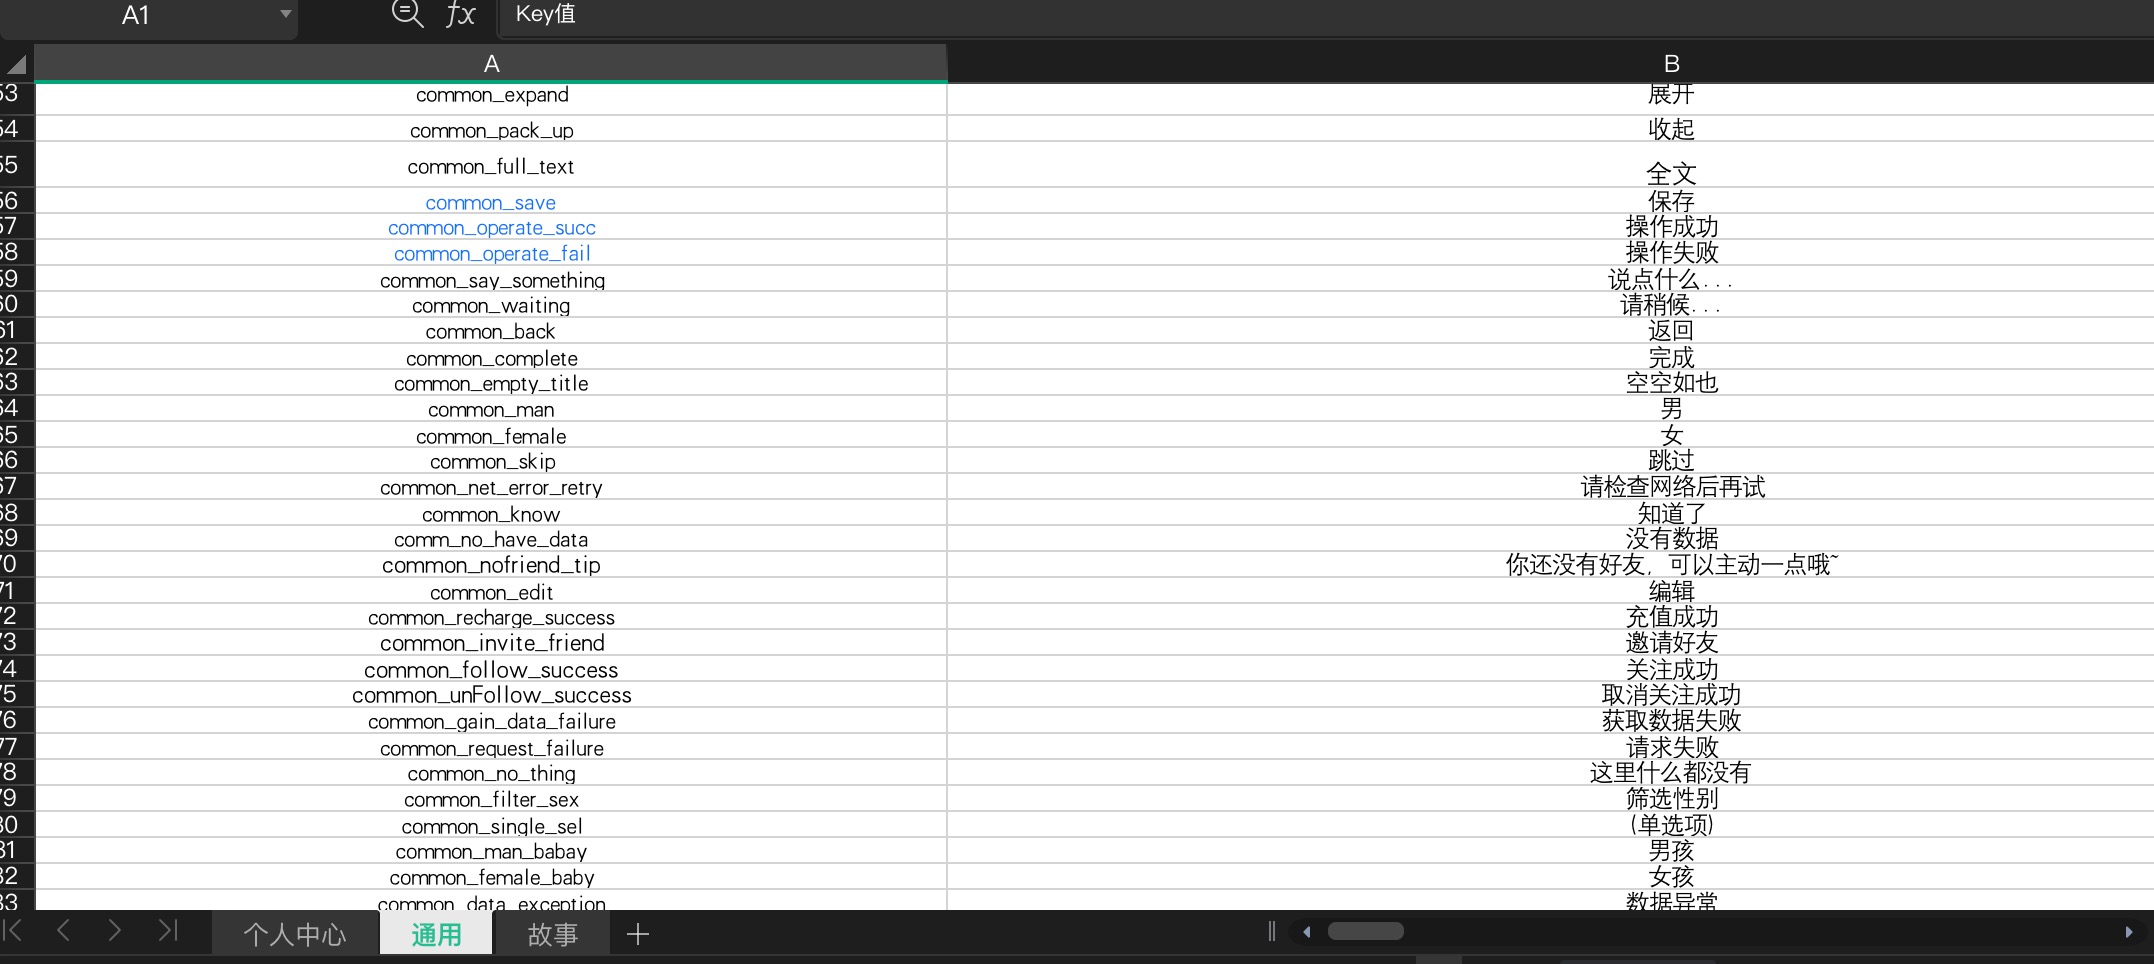 A1 fx Key值
A B
53 common_expand 展开
54 common_pack_up 收起
55 common_full_text 全文
56 common_save 保存
57 common_operate_succ 操作成功
58 common_operate_fail 操作失败
59 common_say_something 说点什么...
60 common_waiting 请稍候...
61 common_back 返回
62 common_complete 完成
63 common_empty_title 空空如也
64 common_man 男
65 common_female 女
66 common_skip 跳过
67 common_net_error_retry 请检查网络后再试
68 common_know 知道了
69 comm_no_have_data 没有数据
70 common_nofriend_tip 你还没有好友，可以主动一点哦~
71 common_edit 编辑
72 common_recharge_success 充值成功
73 common_invite_friend 邀请好友
74 common_follow_success 关注成功
75 common_unFollow_success 取消关注成功
76 common_gain_data_failure 获取数据失败
77 common_request_failure 请求失败
78 common_no_thing 这里什么都没有
79 common_filter_sex 筛选性别
80 common_single_sel (单选项)
81 common_man_babay 男孩
82 common_female_baby 女孩
83 common_data_exception 数据异常
个人中心 通用 故事